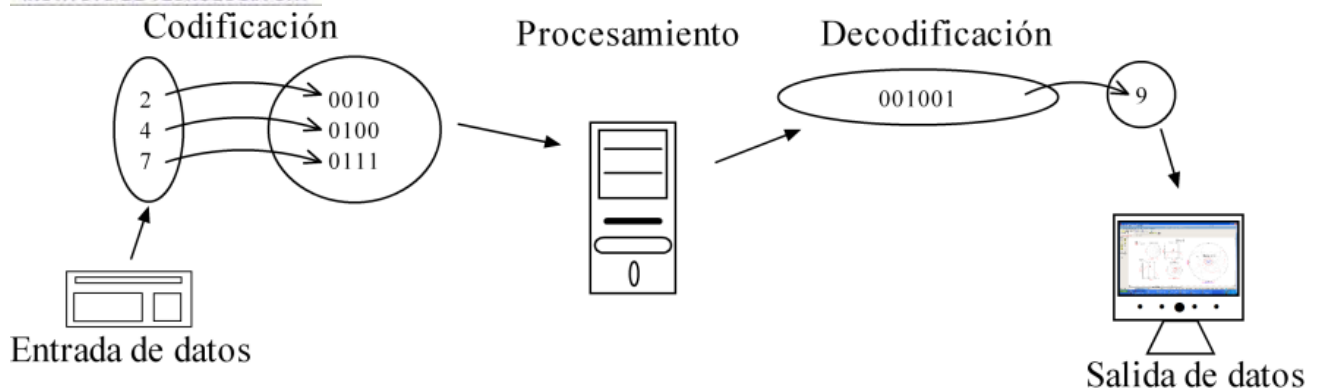 Codificación
Procesamiento
Decodificación
2
0010
4
0100
7
0111
001001
9
Entrada de datos
Salida de datos